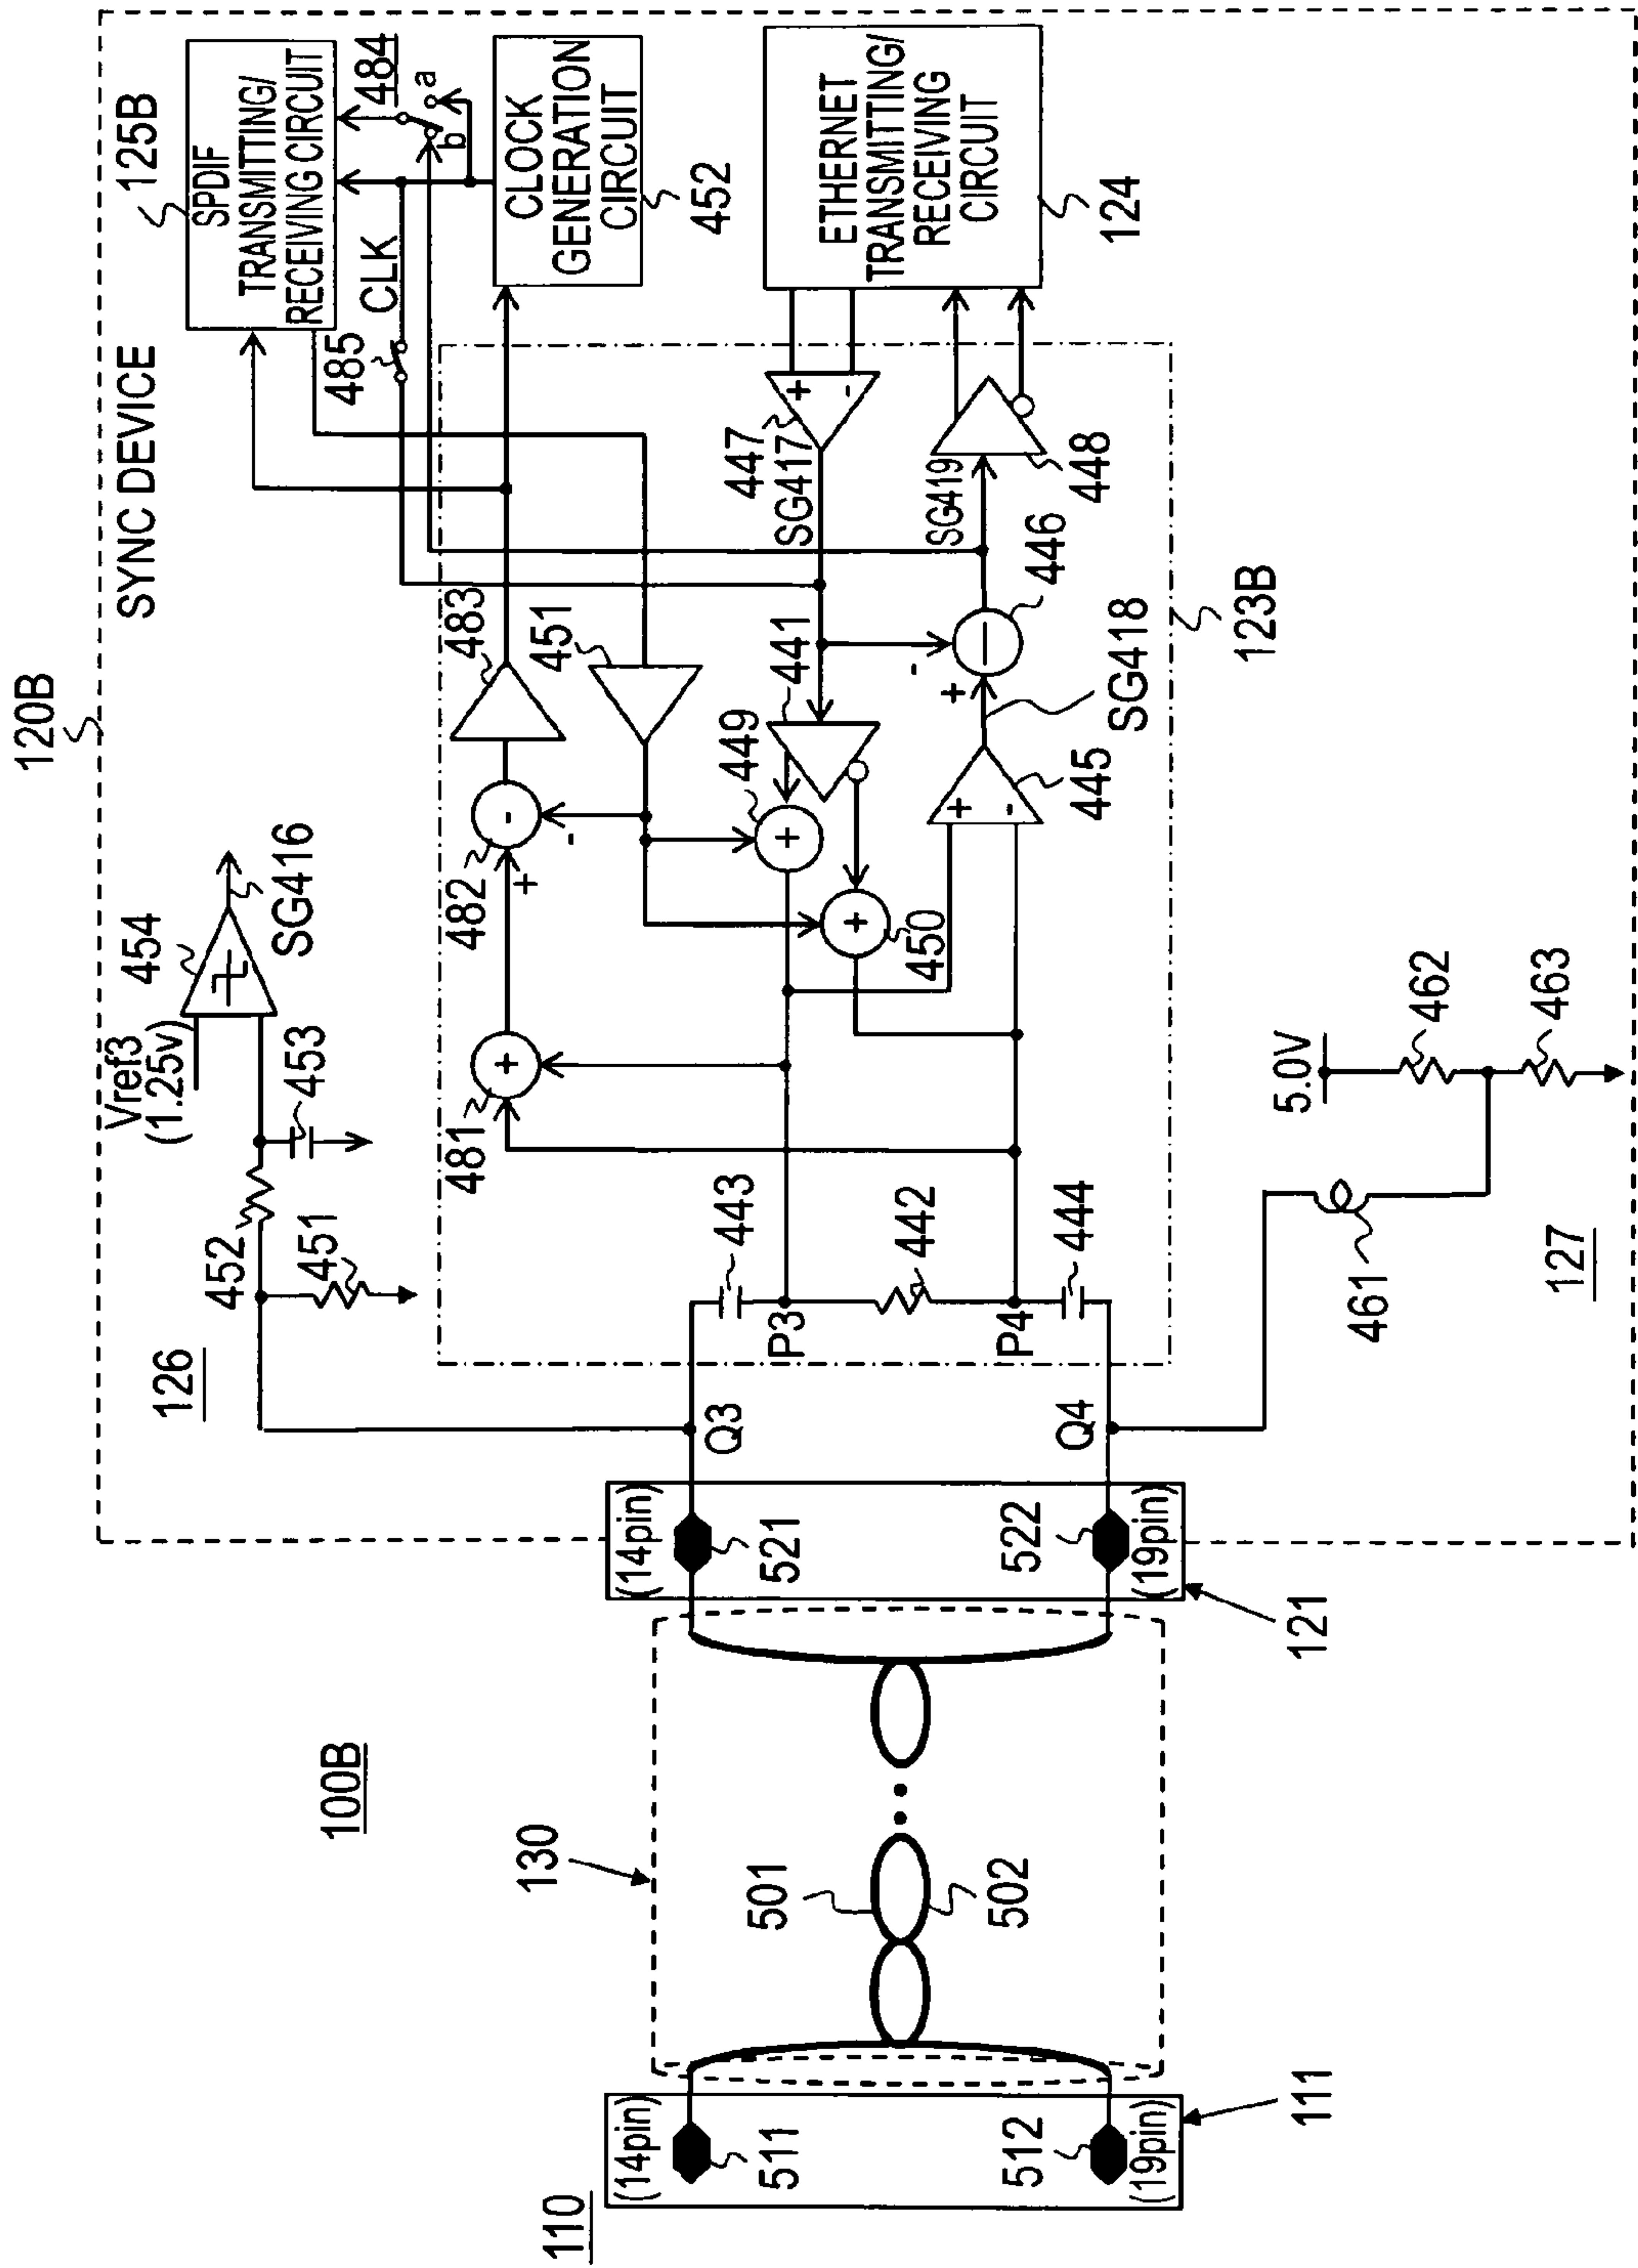 120B
SYNC DEVICE
125B
SPDIF
TRANSMITTING/
RECEIVING CIRCUIT
484
a
b
CLOCK
GENERATION
CIRCUIT
452
ETHERNET
TRANSMITTING/
RECEIVING
CIRCUIT
124
CLK
485
Vref3
(1.25v)
454
SG416
453
452
451
126
481
+
482
+
-
-
483
451
449
+
441
450
+
447
+
-
SG417
SG419
448
446
-
+
-
SG418
445
+
-
123B
443
P3
442
P4
444
Q3
Q4
5.0V
462
463
461
127
(14pin)
521
522
(19pin)
121
100B
130
501
502
110
(14pin)
511
512
(19pin)
111